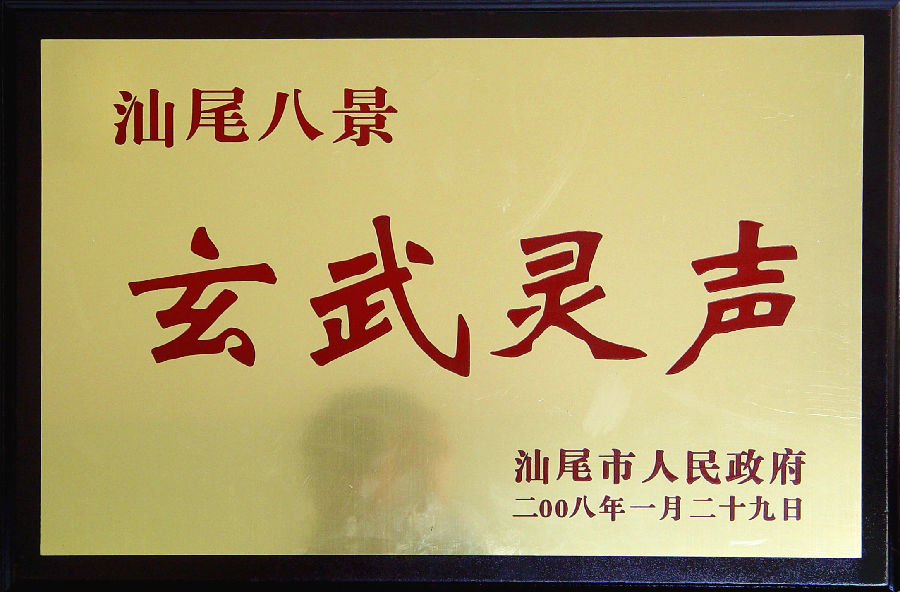 汕尾八景
玄武灵声
汕尾市人民政府
二00八年一月二十九日